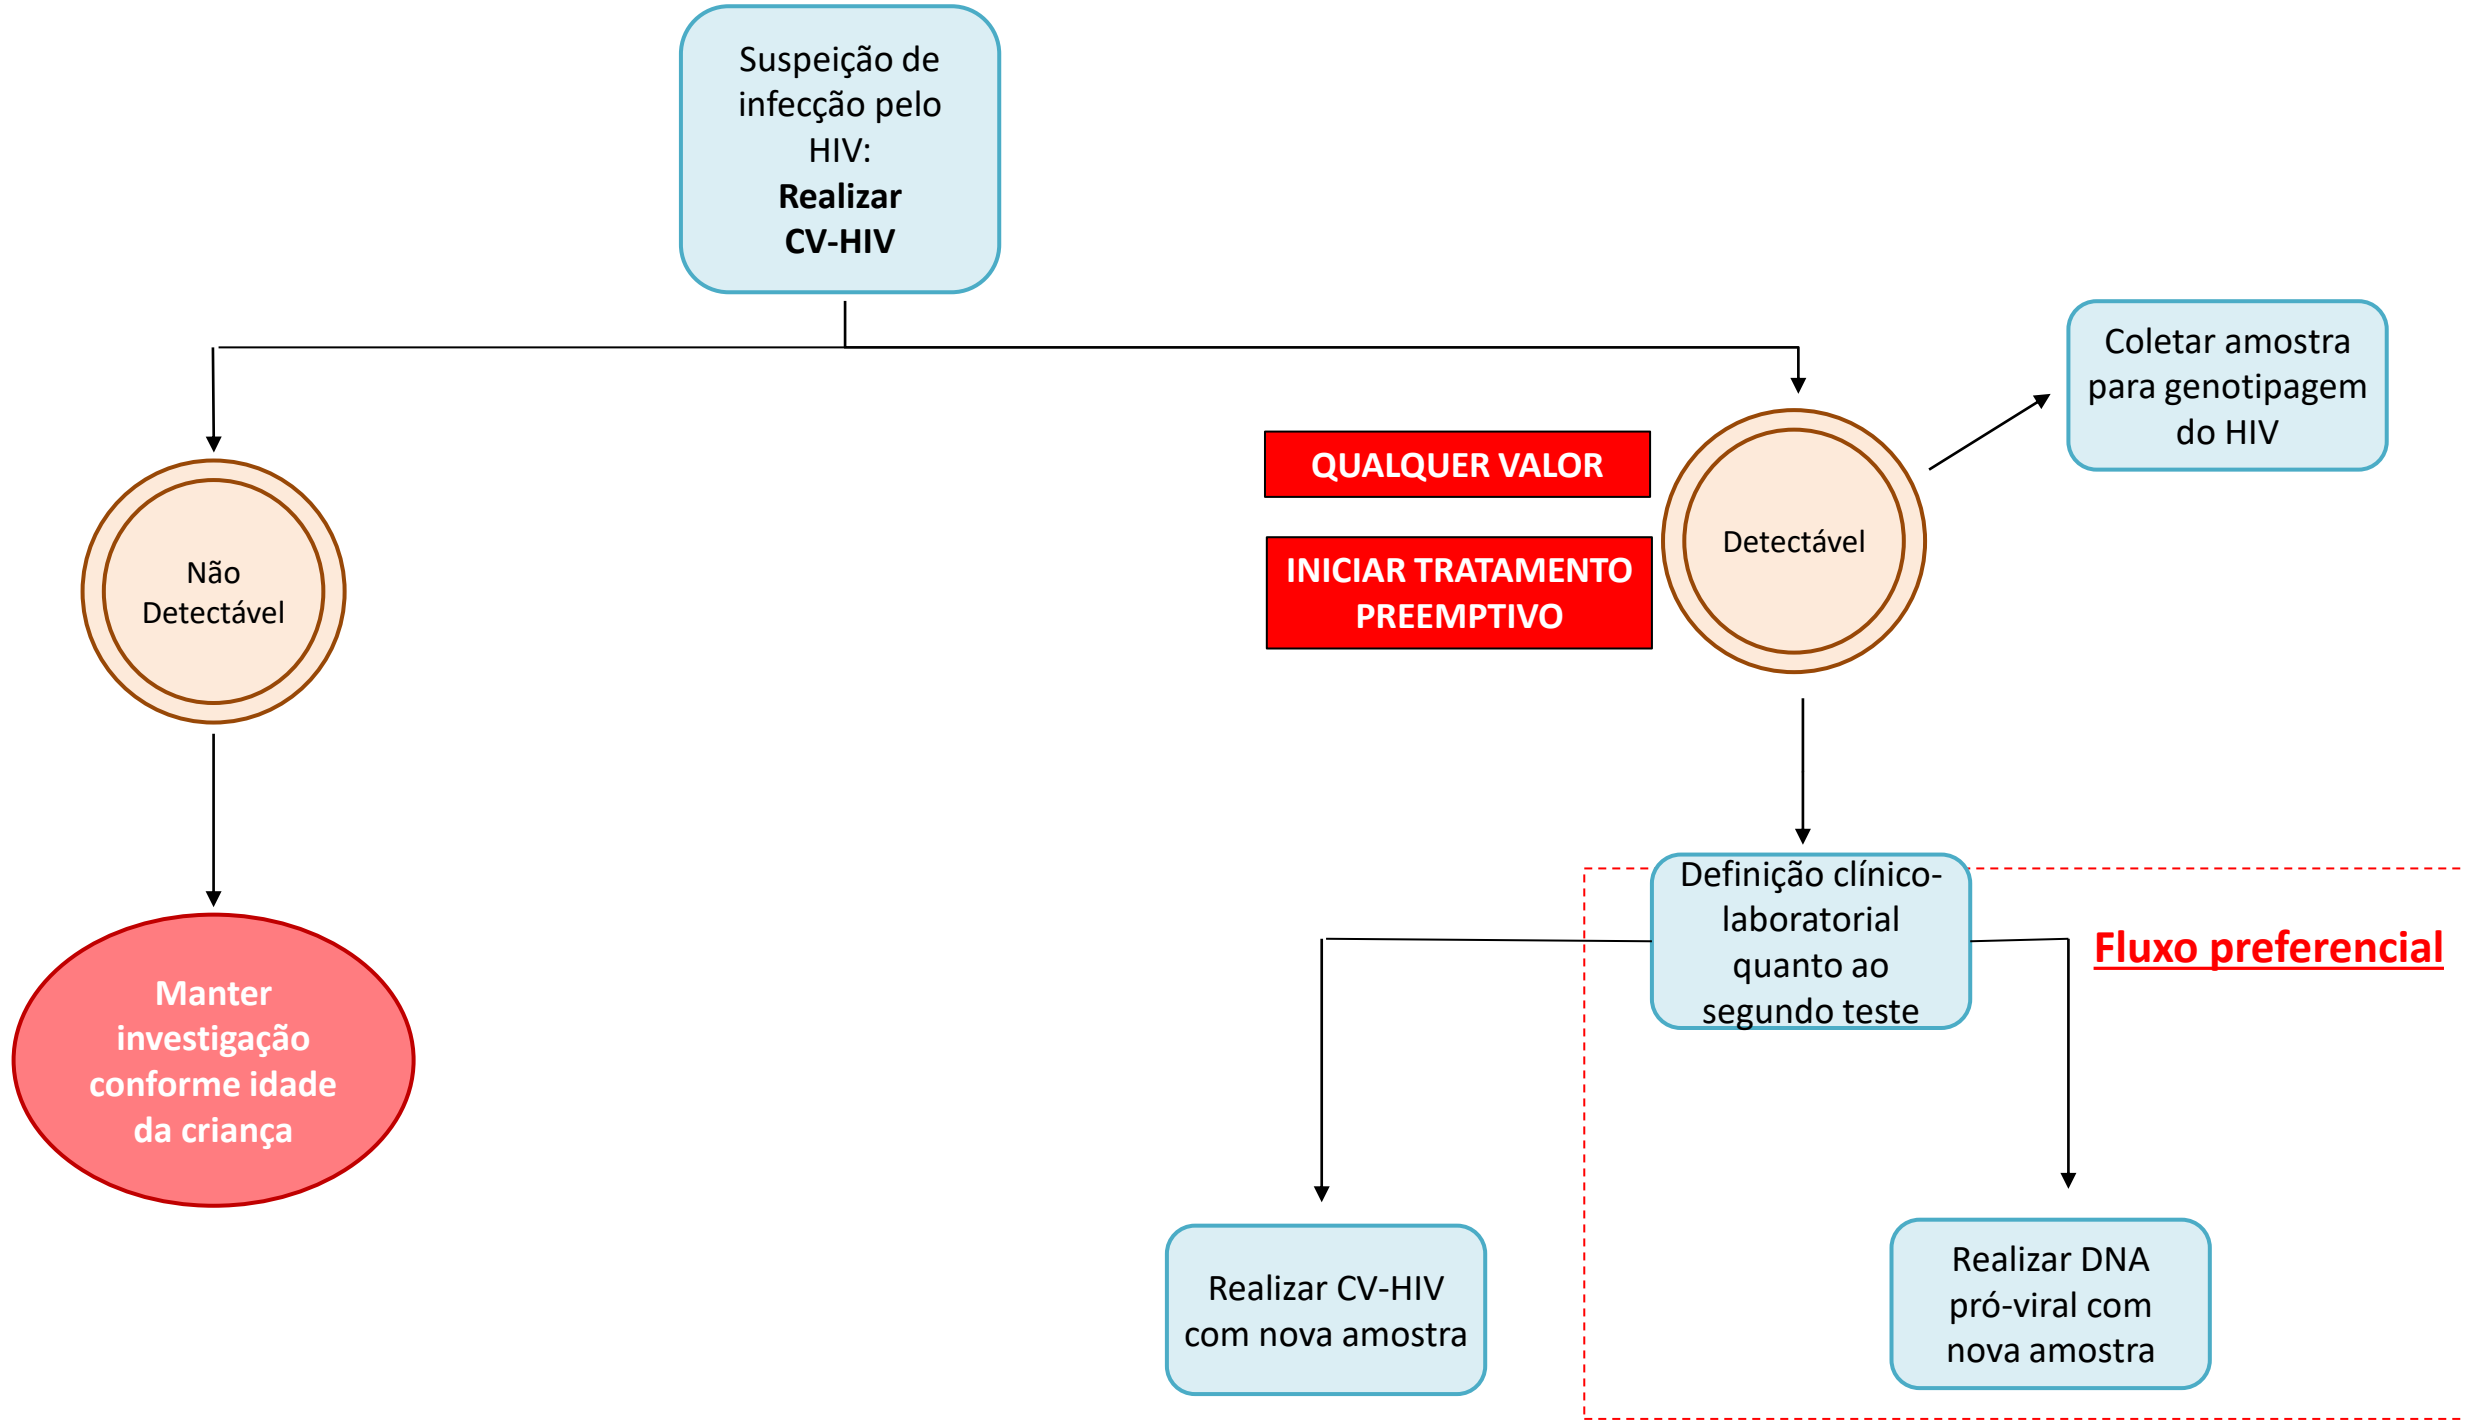 Suspeição de
infecção pelo
HIV:
Realizar
CV-HIV
Coletar amostra
para genotipagem
do HIV
QUALQUER VALOR
INICIAR TRATAMENTO
PREEMPTIVO
Detectável
Não
Detectável
Definição clínico-
laboratorial
quanto ao
segundo teste
Fluxo preferencial
Manter
investigação
conforme idade
da criança
Realizar CV-HIV
com nova amostra
Realizar DNA
pró-viral com
nova amostra